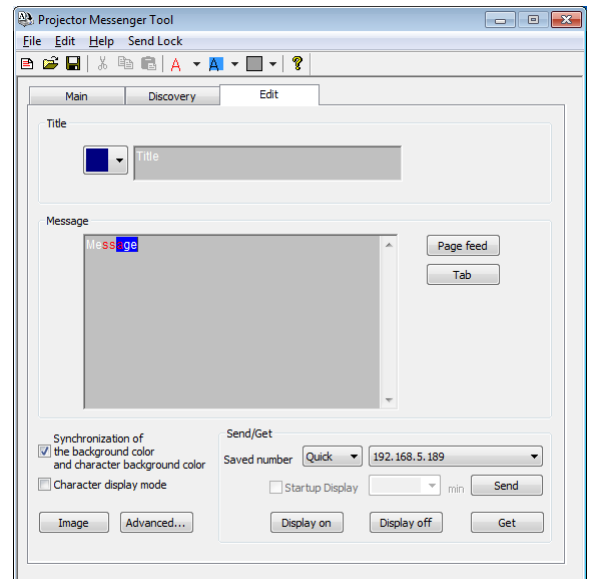 Projector Messenger Tool
File Edit Help Send Lock
A A ?
Main Discovery Edit
Title
Title
Message
Message
Page feed
Tab
Synchronization of
the background color
and character background color
Character display mode
Image Advanced...
Send/Get
Saved number Quick 192.168.5.189
Startup Display min Send
Display on Display off Get